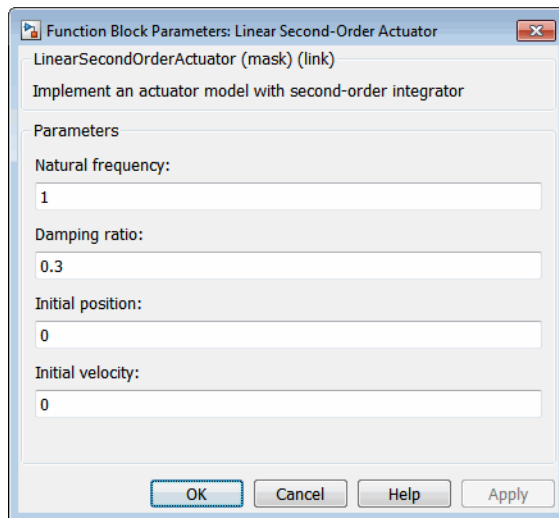 Function Block Parameters: Linear Second-Order Actuator
LinearSecondOrderActuator (mask) (link)
Implement an actuator model with second-order integrator
Parameters
Natural frequency:
1
Damping ratio:
0.3
Initial position:
0
Initial velocity:
0
OK Cancel Help Apply